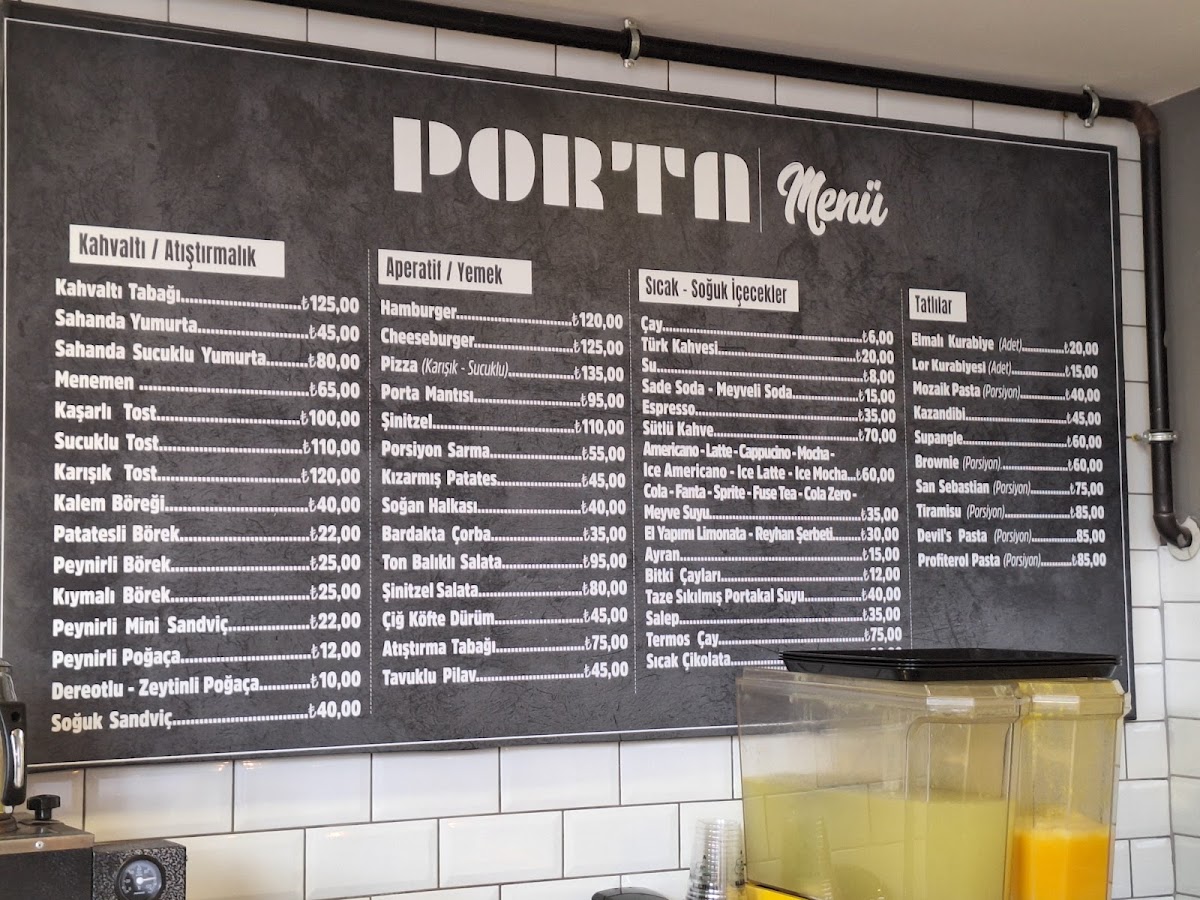 PORTA Menü
Kahvaltı / Atıştırmalık
Kahvaltı Tabağı..........₺125,00
Sahanda Yumurta..........₺45,00
Sahanda Sucuklu Yumurta..........₺80,00
Menemen ..........₺65,00
Kaşarlı Tost..........₺100,00
Sucuklu Tost..........₺110,00
Karışık Tost..........₺120,00
Kalem Böreği..........₺40,00
Patatesli Börek..........₺22,00
Peynirli Börek..........₺25,00
Kıymalı Börek..........₺25,00
Peynirli Mini Sandviç..........₺22,00
Peynirli Poğaça..........₺12,00
Dereotlu - Zeytinli Poğaça..........₺10,00
Soğuk Sandviç..........₺40,00
Aperatif / Yemek
Hamburger..........₺120,00
Cheeseburger..........₺125,00
Pizza (Karışık - Sucuklu)..........₺135,00
Porta Mantısı..........₺95,00
Şinitzel..........₺110,00
Porsiyon Sarma..........₺55,00
Kızarmış Patates..........₺45,00
Soğan Halkası..........₺40,00
Bardakta Çorba..........₺35,00
Ton Balıklı Salata..........₺95,00
Şinitzel Salata..........₺80,00
Çiğ Köfte Dürüm..........₺45,00
Atıştırma Tabağı..........₺75,00
Tavuklu Pilav..........₺45,00
Sıcak - Soğuk İçecekler
Çay..........₺6,00
Türk Kahvesi..........₺20,00
Su..........₺8,00
Sade Soda - Meyveli Soda..........₺15,00
Espresso..........₺35,00
Sütlü Kahve..........₺70,00
Americano - Latte - Cappucino - Mocha -
Ice Americano - Ice Latte - Ice Mocha...₺60,00
Cola - Fanta - Sprite - Fuse Tea - Cola Zero -
Meyve Suyu..........₺35,00
El Yapımı Limonata - Reyhan Şerbeti..........₺30,00
Ayran..........₺15,00
Bitki Çayları..........₺12,00
Taze Sıkılmış Portakal Suyu..........₺40,00
Salep..........₺35,00
Termos Çay..........₺75,00
Sıcak Çikolata..........
Tatlılar
Elmalı Kurabiye (Adet)..........₺20,00
Lor Kurabiyesi (Adet)..........₺15,00
Mozaik Pasta (Porsiyon)..........₺40,00
Kazandibi..........₺45,00
Supangle..........₺60,00
Brownie (Porsiyon)..........₺60,00
San Sebastian (Porsiyon)..........₺75,00
Tiramisu (Porsiyon)..........₺85,00
Devil's Pasta (Porsiyon)..........85,00
Profiterol Pasta (Porsiyon)..........₺85,00